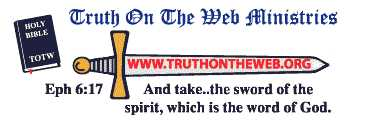 Truth On The Web Ministries
HOLY
BIBLE
TOTW
WWW.TRUTHONTHEWEB.ORG
Eph 6:17 And take..the sword of the
spirit, which is the word of God.